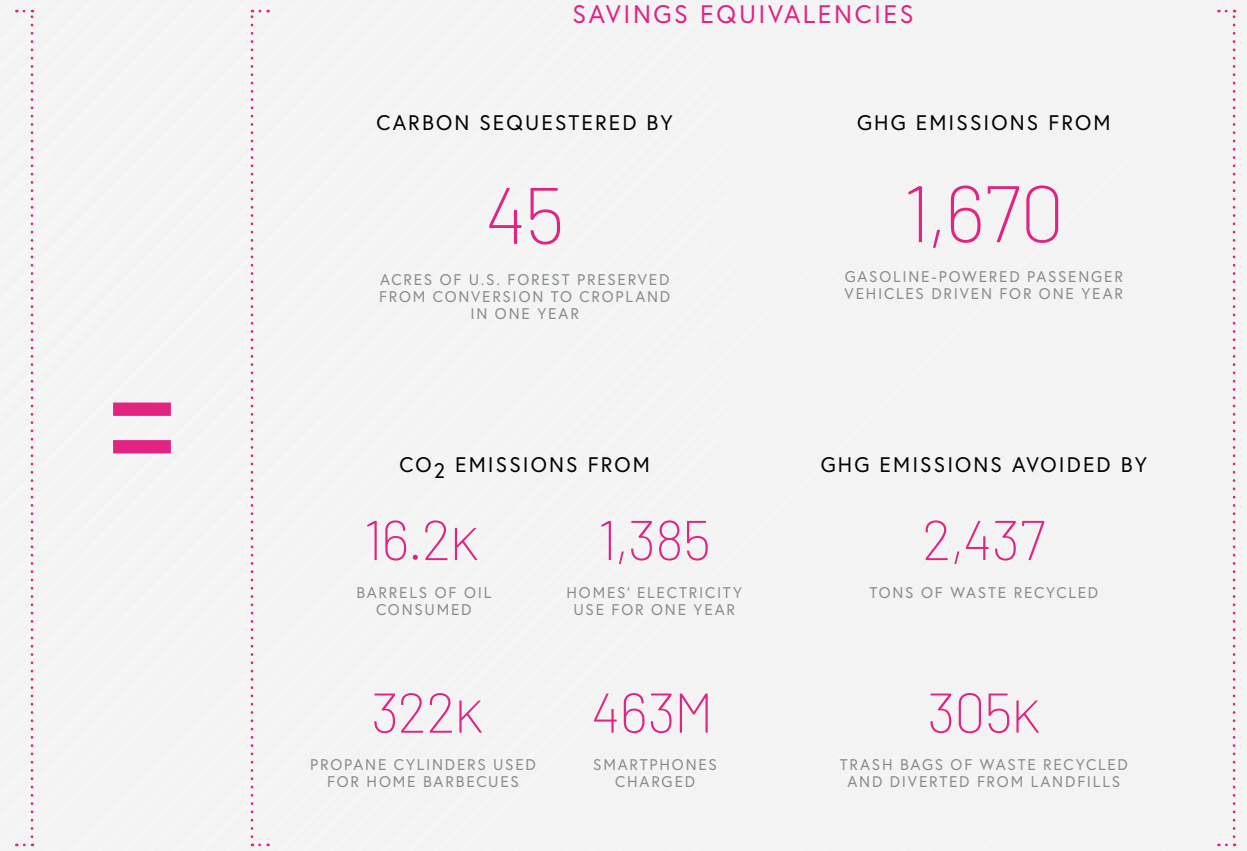 SAVINGS EQUIVALENCIES
CARBON SEQUESTERED BY
45
ACRES OF U.S. FOREST PRESERVED
FROM CONVERSION TO CROPLAND
IN ONE YEAR
GHG EMISSIONS FROM
1,670
GASOLINE-POWERED PASSENGER
VEHICLES DRIVEN FOR ONE YEAR
=
CO2 EMISSIONS FROM
16.2K
BARRELS OF OIL
CONSUMED
1,385
HOMES' ELECTRICITY
USE FOR ONE YEAR
322K
PROPANE CYLINDERS USED
FOR HOME BARBECUES
463M
SMARTPHONES
CHARGED
GHG EMISSIONS AVOIDED BY
2,437
TONS OF WASTE RECYCLED
305K
TRASH BAGS OF WASTE RECYCLED
AND DIVERTED FROM LANDFILLS